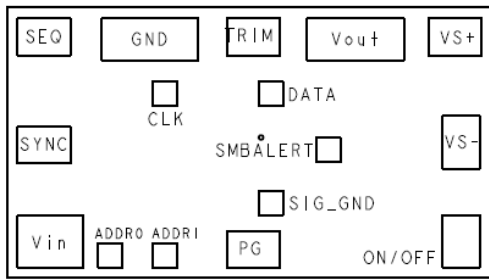 SEQ GND TRIM Vout VS+
DATA
CLK
SYNC SMBALERT VS-
SIG_GND
Vin ADDR0 ADDR1 PG ON/OFF